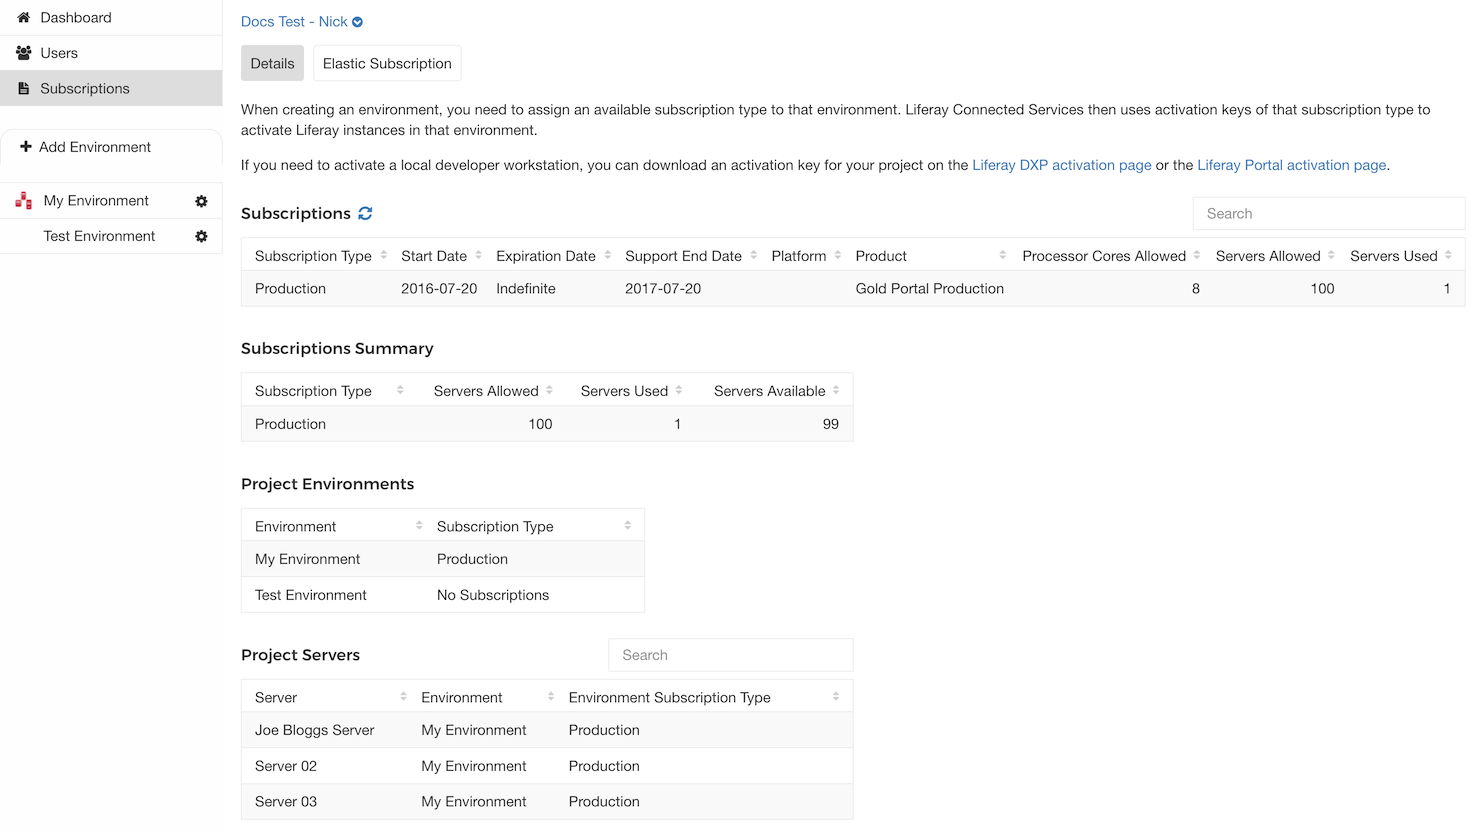 Dashboard
Users
Subscriptions
Add Environment
My Environment
Test Environment
Docs Test - Nick
Details Elastic Subscription
When creating an environment, you need to assign an available subscription type to that environment. Liferay Connected Services then uses activation keys of that subscription type to
activate Liferay instances in that environment.
If you need to activate a local developer workstation, you can download an activation key for your project on the Liferay DXP activation page or the Liferay Portal activation page.
Subscriptions Search
Subscription Type Start Date Expiration Date Support End Date Platform Product Processor Cores Allowed Servers Allowed Servers Used
Production 2016-07-20 Indefinite 2017-07-20 Gold Portal Production 8 100 1
Subscriptions Summary
Subscription Type Servers Allowed Servers Used Servers Available
Production 100 1 99
Project Environments
Environment Subscription Type
My Environment Production
Test Environment No Subscriptions
Project Servers Search
Server Environment Environment Subscription Type
Joe Bloggs Server My Environment Production
Server 02 My Environment Production
Server 03 My Environment Production